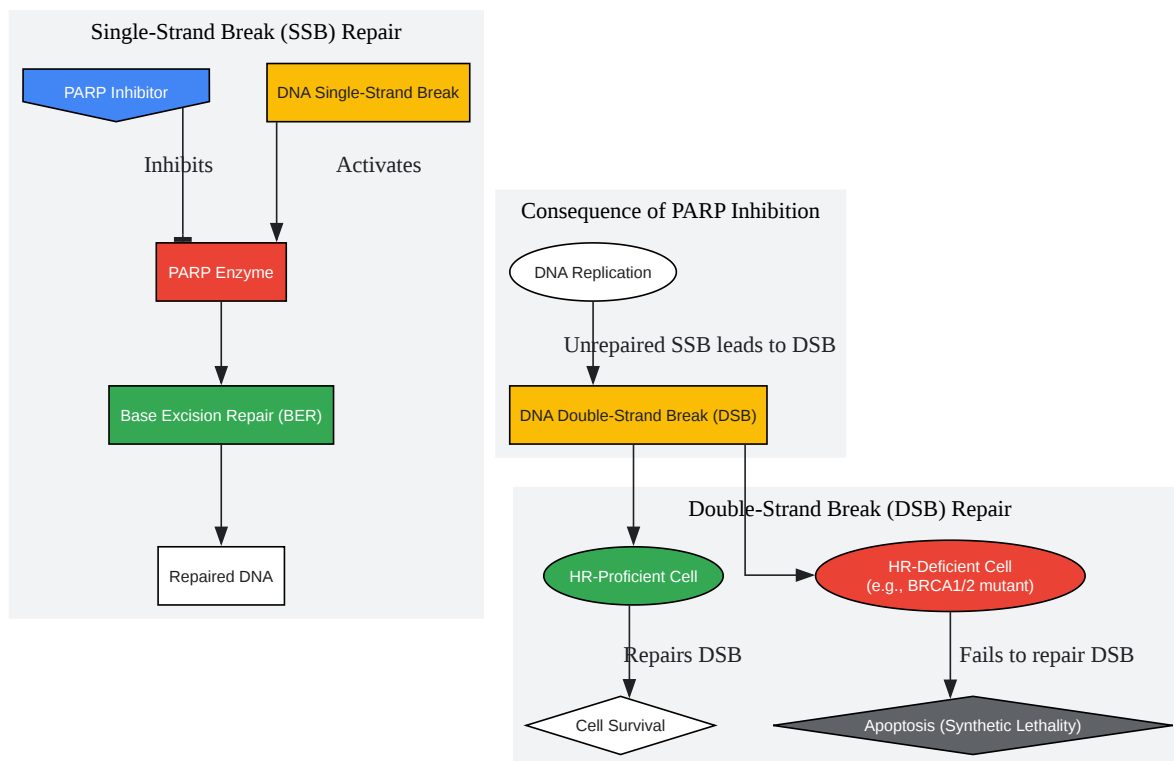 Single-Strand Break (SSB) Repair
PARP Inhibitor
DNA Single-Strand Break
Inhibits
Activates
PARP Enzyme
Base Excision Repair (BER)
Repaired DNA
Consequence of PARP Inhibition
DNA Replication
Unrepaired SSB leads to DSB
DNA Double-Strand Break (DSB)
Double-Strand Break (DSB) Repair
HR-Proficient Cell
HR-Deficient Cell
(e.g., BRCA1/2 mutant)
Repairs DSB
Fails to repair DSB
Cell Survival
Apoptosis (Synthetic Lethality)